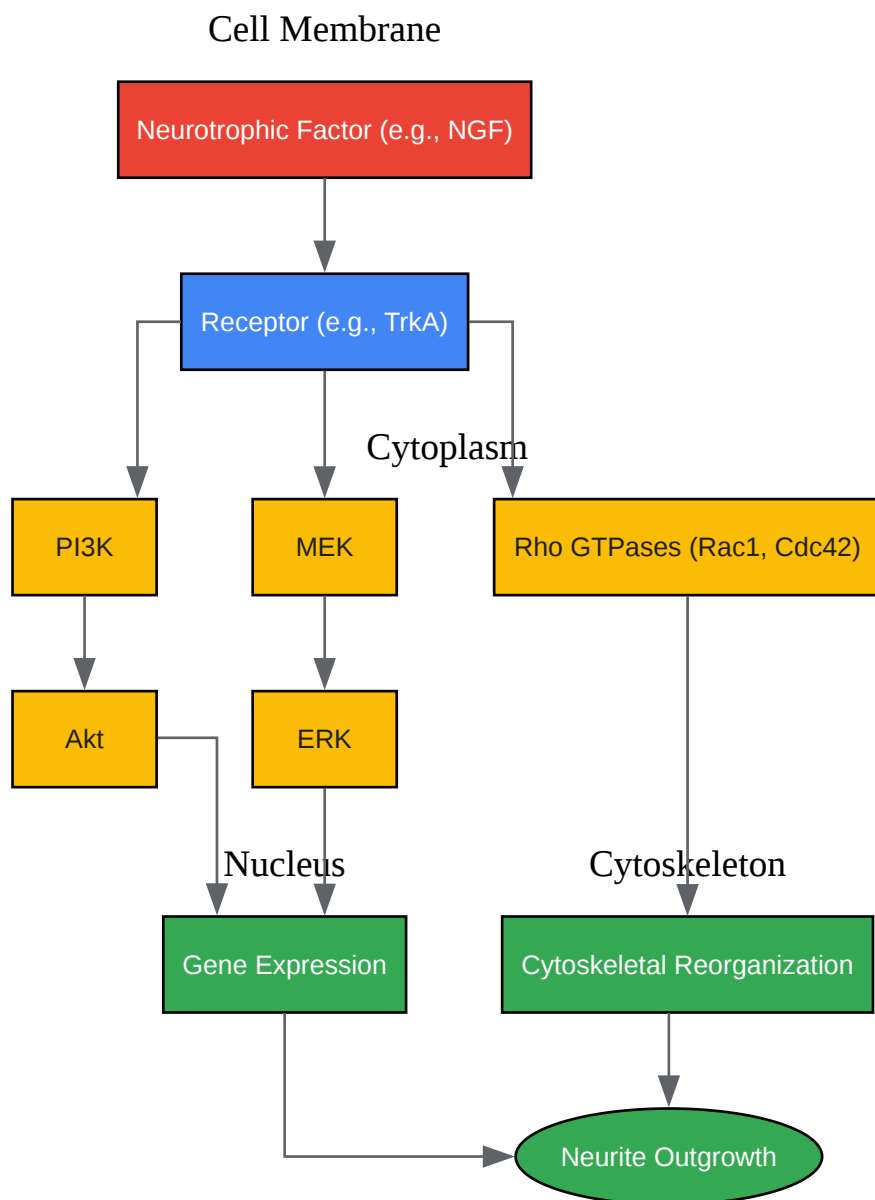 Cell Membrane
Neurotrophic Factor (e.g., NGF)
Receptor (e.g., TrkA)
Cytoplasm
PI3K
MEK
Rho GTPases (Rac1, Cdc42)
Akt
ERK
Nucleus
Cytoskeleton
Gene Expression
Cytoskeletal Reorganization
Neurite Outgrowth